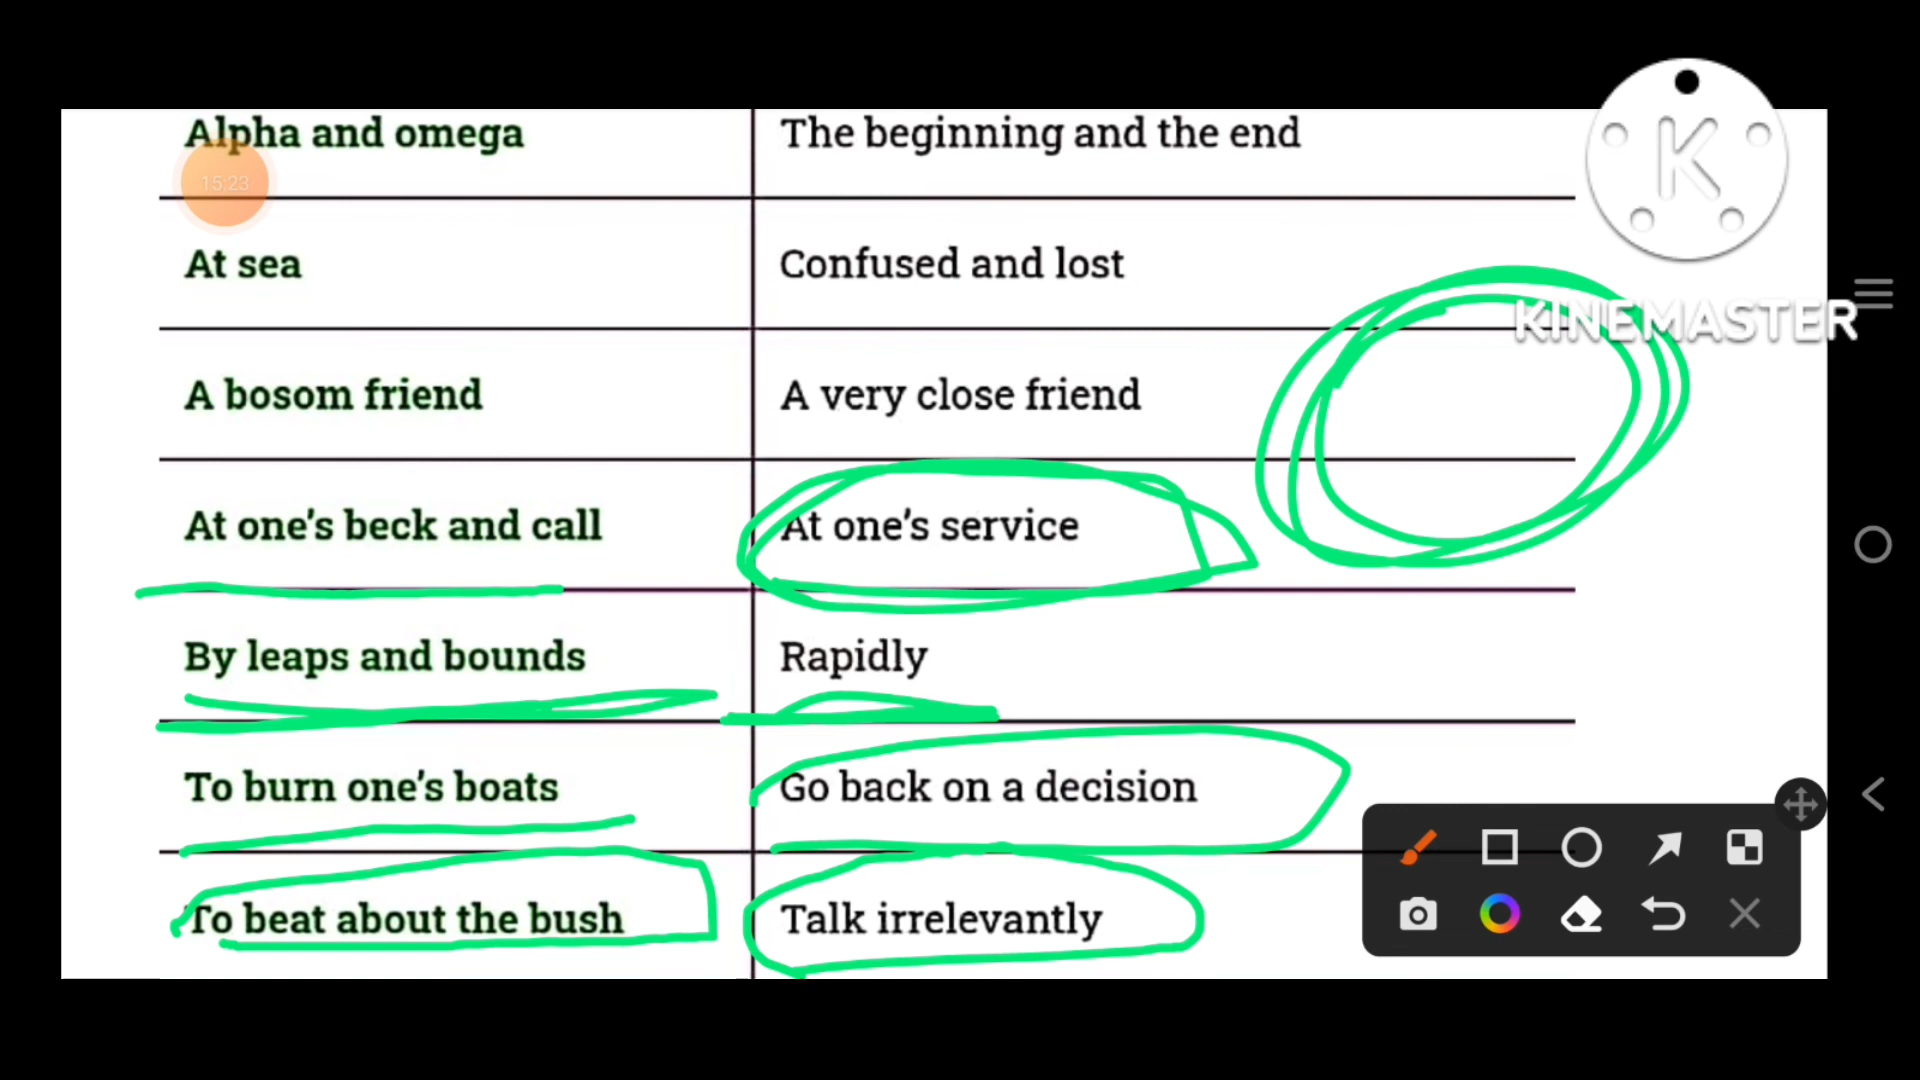 Alpha and omega The beginning and the end
15:23
At sea Confused and lost
KINEMASTER
A bosom friend A very close friend
At one's beck and call At one's service
By leaps and bounds Rapidly
To burn one's boats Go back on a decision
To beat about the bush Talk irrelevantly